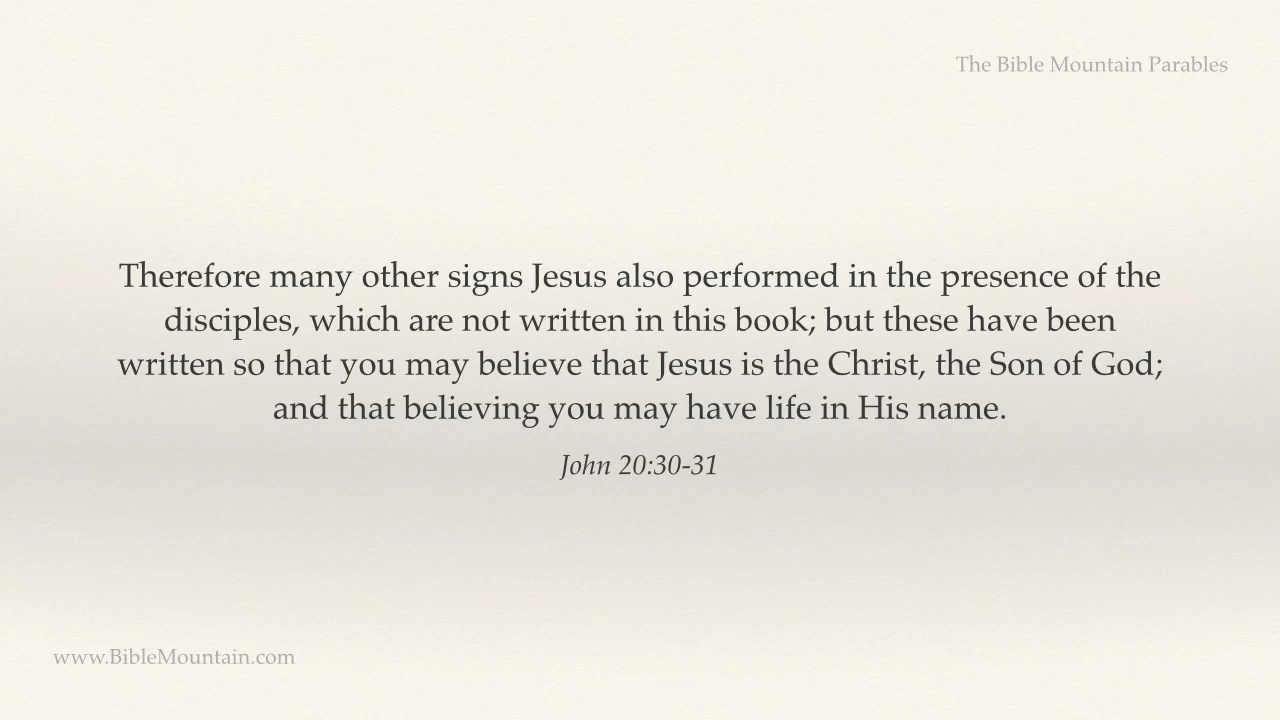 The Bible Mountain Parables
Therefore many other signs Jesus also performed in the presence of the
disciples, which are not written in this book; but these have been
written so that you may believe that Jesus is the Christ, the Son of God;
and that believing you may have life in His name.
John 20:30-31
www.BibleMountain.com